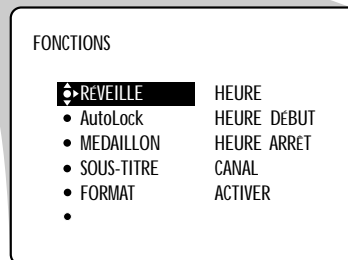 FONCTIONS
RÉVEILLE HEURE
AutoLock HEURE DÉBUT
MEDAILLON HEURE ARRÊT
SOUS-TITRE CANAL
FORMAT ACTIVER